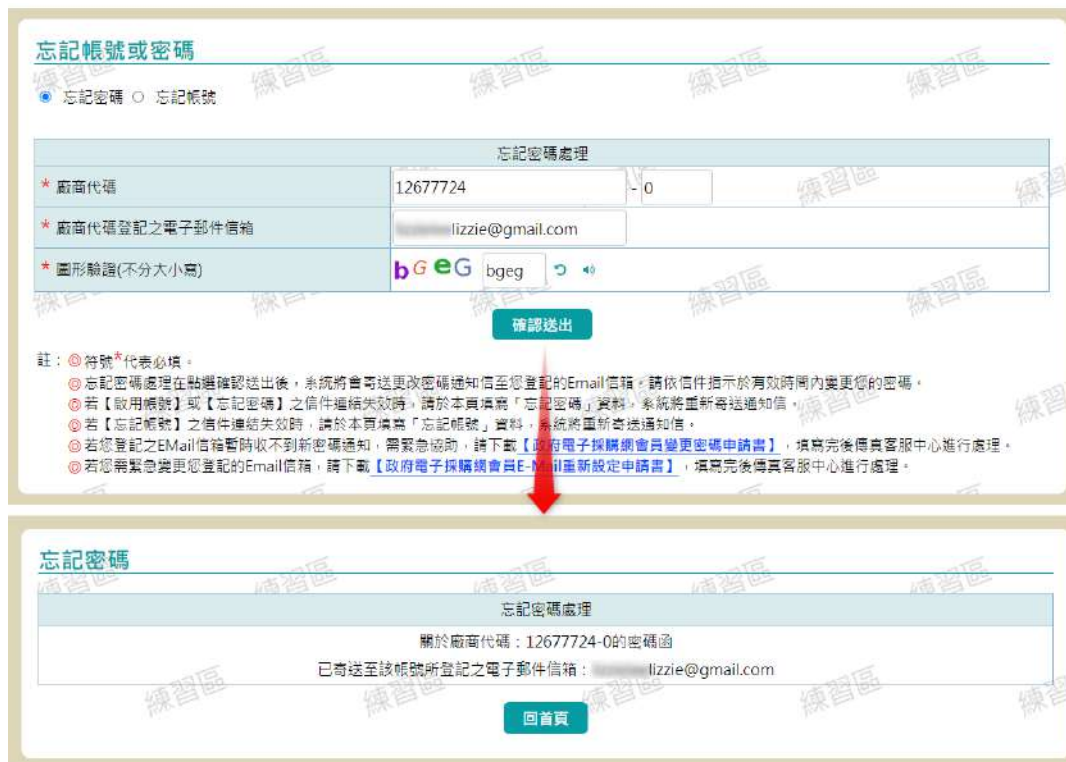 忘記帳號或密碼
忘記密碼 忘記帳號
忘記密碼處理
* 廠商代碼 12677724 - 0
* 廠商代碼登記之電子郵件信箱 lizzie@gmail.com
* 圖形驗證(不分大小寫) bGeG bgeg
確認送出
註：◎符號*代表必填。
◎忘記密碼處理在點選確認送出後，系統將會寄送更改密碼通知信至您登記的Email信箱。請依信件指示於有效時間內變更您的密碼。
◎若【啟用帳號】或【忘記密碼】之信件連結失效時，請於本頁填寫「忘記密碼」資料，系統將重新寄送通知信。
◎若【忘記帳號】之信件連結失效時，請於本頁填寫「忘記帳號」資料，系統將重新寄送通知信。
◎若您登記之EMail信箱暫時收不到新密碼通知，需緊急協助，請下載【政府電子採購網會員變更密碼申請書】，填寫完後傳真客服中心進行處理。
◎若您需緊急變更您登記的Email信箱，請下載【政府電子採購網會員E-Mail重新設定申請書】，填寫完後傳真客服中心進行處理。
忘記密碼
忘記密碼處理
關於廠商代碼：12677724-0的密碼函
已寄送至該帳號所登記之電子郵件信箱： lizzie@gmail.com
回首頁
練習區